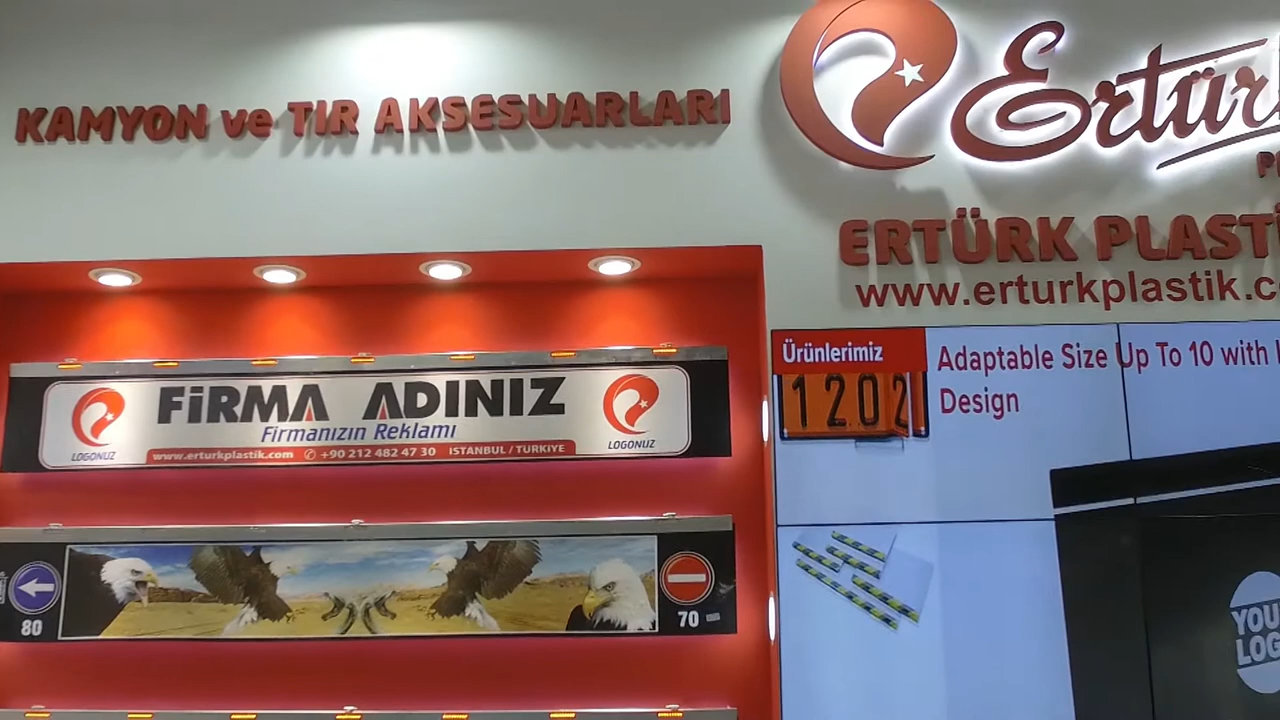 KAMYON ve TIR AKSESUARLARI
Ertür
ERTÜRK PLAST
www.erturkplastik.c
FİRMA ADINIZ
Firmanızın Reklamı
LOGONUZ
LOGONUZ
www.erturkplastik.com +90 212 482 47 30 ISTANBUL / TURKIYE
80
70
Ürünlerimiz
1202
Adaptable Size Up To 10 with
Design
YOU
LOG